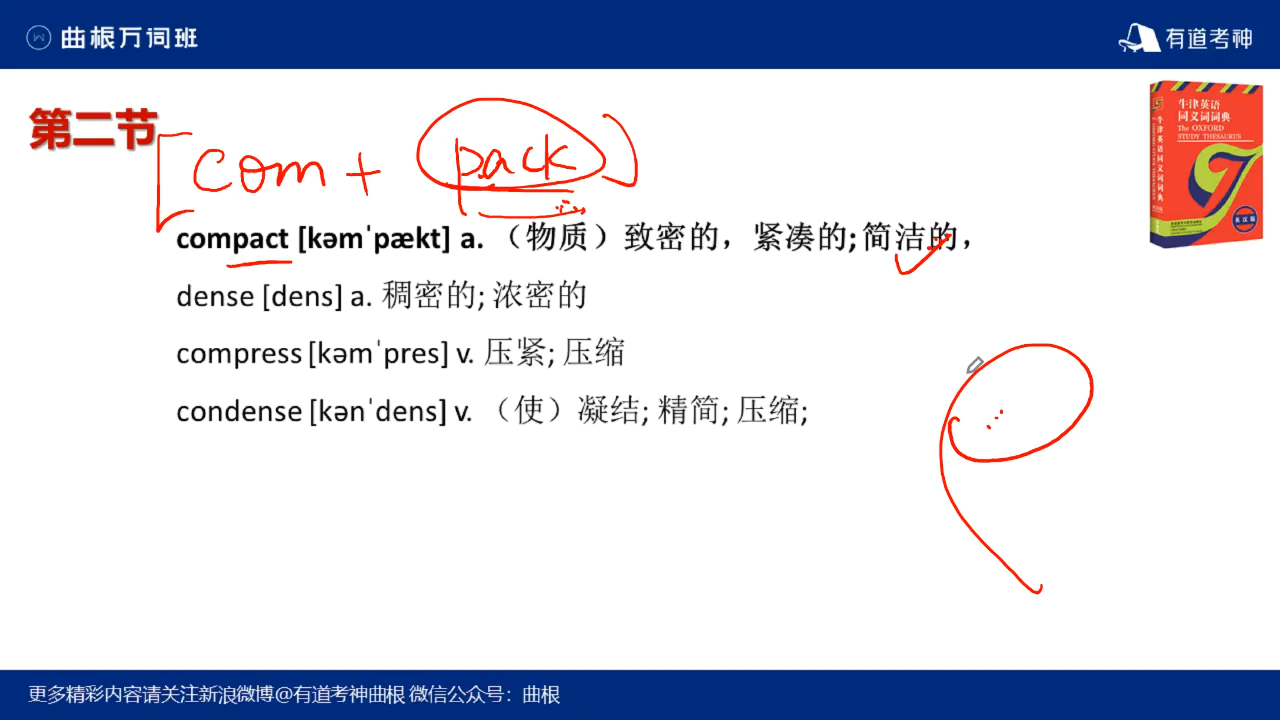 曲根万词班
有道考神
第二节
com + pack
牛津英语
同义词词典
The OXFORD
STUDY THESAURUS
英汉版
compact [kəmˈpækt] a. （物质）致密的，紧凑的; 简洁的，
dense [dens] a. 稠密的; 浓密的
compress [kəmˈpres] v. 压紧; 压缩
condense [kənˈdens] v. （使）凝结; 精简; 压缩;
更多精彩内容请关注新浪微博@有道考神曲根 微信公众号：曲根